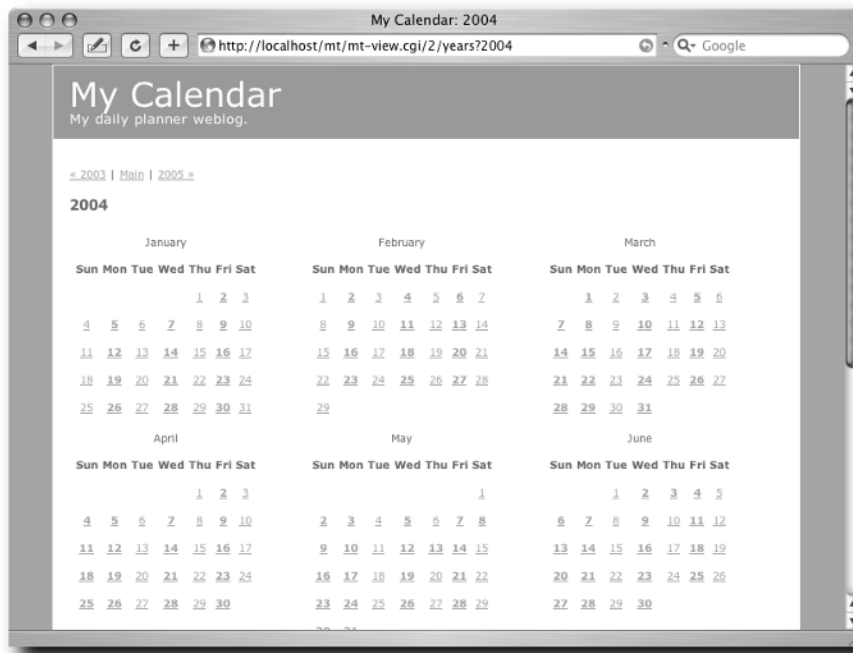 My Calendar: 2004
http://localhost/mt/mt-view.cgi/2/years?2004
Google
My Calendar
My daily planner weblog.
« 2003 | Main | 2005 »
2004
January February March
Sun Mon Tue Wed Thu Fri Sat Sun Mon Tue Wed Thu Fri Sat Sun Mon Tue Wed Thu Fri Sat
1 2 3 1 2 3 4 5 6 7 1 2 3 4 5 6
4 5 6 7 8 9 10 8 9 10 11 12 13 14 7 8 9 10 11 12 13
11 12 13 14 15 16 17 15 16 17 18 19 20 21 14 15 16 17 18 19 20
18 19 20 21 22 23 24 22 23 24 25 26 27 28 21 22 23 24 25 26 27
25 26 27 28 29 30 31 29 28 29 30 31
April May June
Sun Mon Tue Wed Thu Fri Sat Sun Mon Tue Wed Thu Fri Sat Sun Mon Tue Wed Thu Fri Sat
1 2 3 1 1 2 3 4 5
4 5 6 7 8 9 10 2 3 4 5 6 7 8 6 7 8 9 10 11 12
11 12 13 14 15 16 17 9 10 11 12 13 14 15 13 14 15 16 17 18 19
18 19 20 21 22 23 24 16 17 18 19 20 21 22 20 21 22 23 24 25 26
25 26 27 28 29 30 23 24 25 26 27 28 29 27 28 29 30